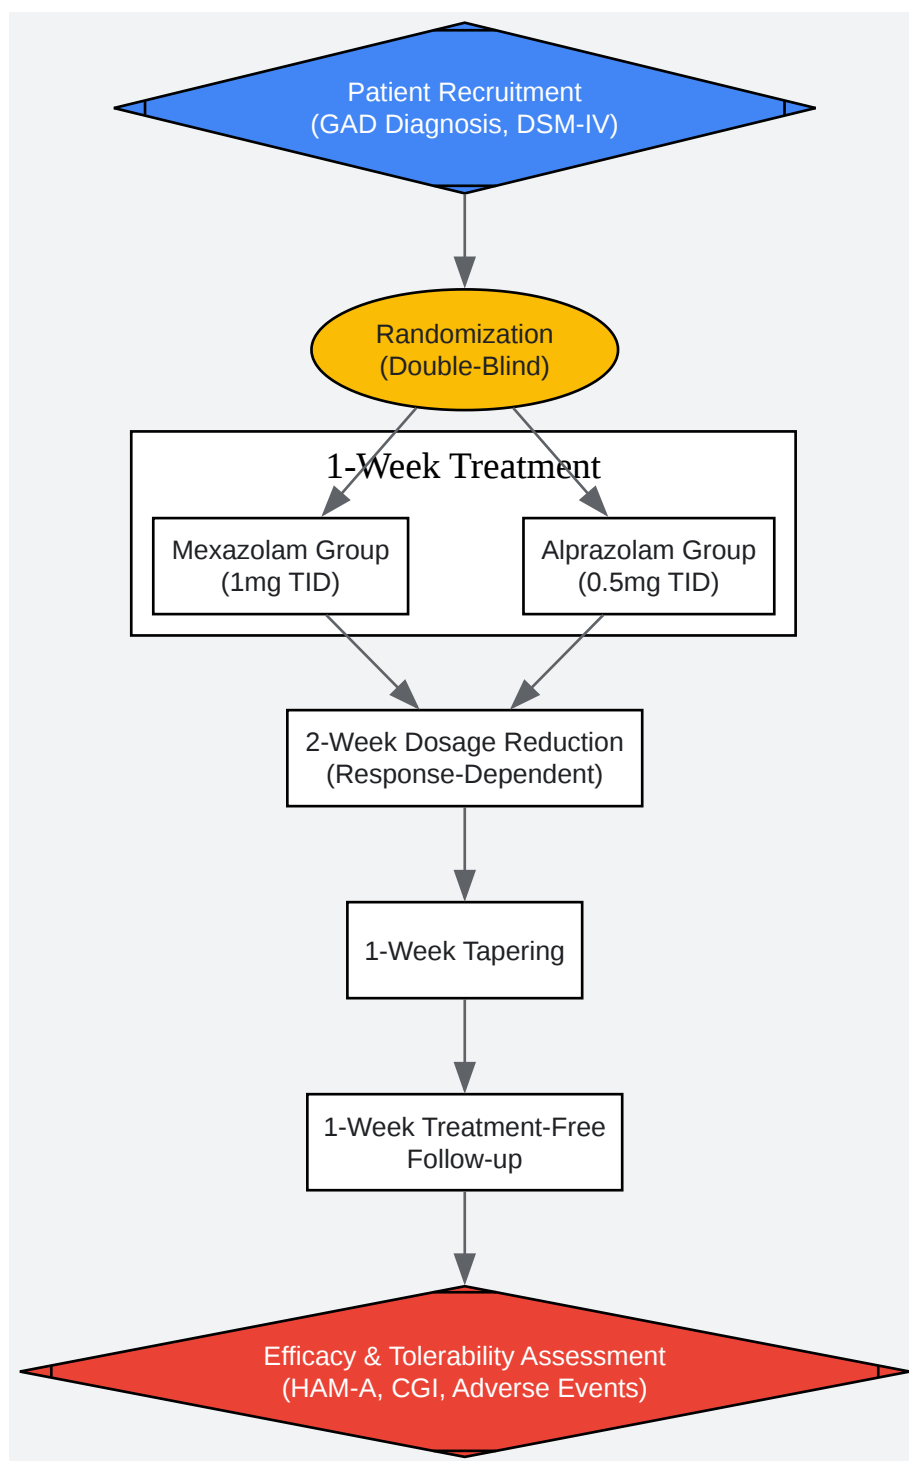 Patient Recruitment
(GAD Diagnosis, DSM-IV)
Randomization
(Double-Blind)
1-Week Treatment
Mexazolam Group
(1mg TID)
Alprazolam Group
(0.5mg TID)
2-Week Dosage Reduction
(Response-Dependent)
1-Week Tapering
1-Week Treatment-Free
Follow-up
Efficacy & Tolerability Assessment
(HAM-A, CGI, Adverse Events)